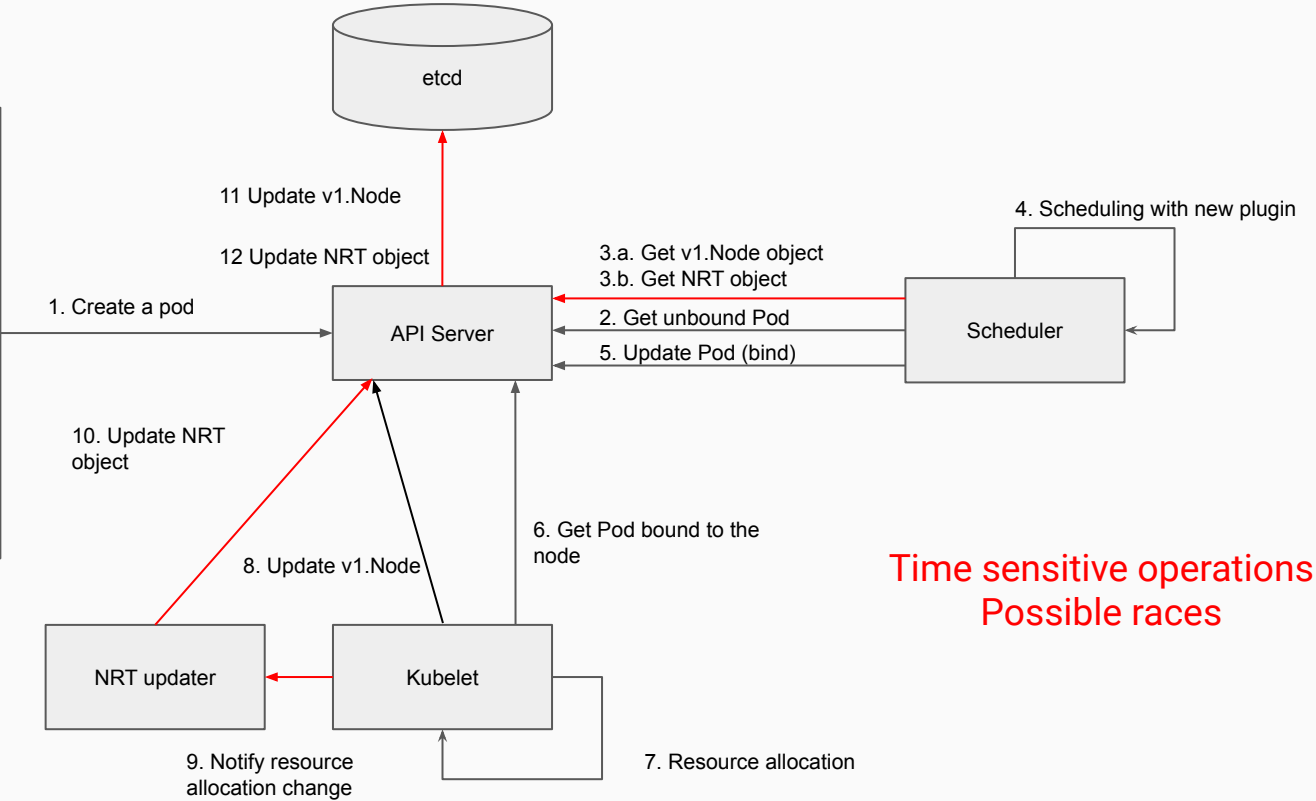 etcd
11 Update v1.Node
4. Scheduling with new plugin
12 Update NRT object
3.a. Get v1.Node object
3.b. Get NRT object
1. Create a pod
2. Get unbound Pod
API Server
Scheduler
5. Update Pod (bind)
10. Update NRT
object
6. Get Pod bound to the
node
8. Update v1.Node
Time sensitive operations
Possible races
NRT updater
Kubelet
9. Notify resource
allocation change
7. Resource allocation